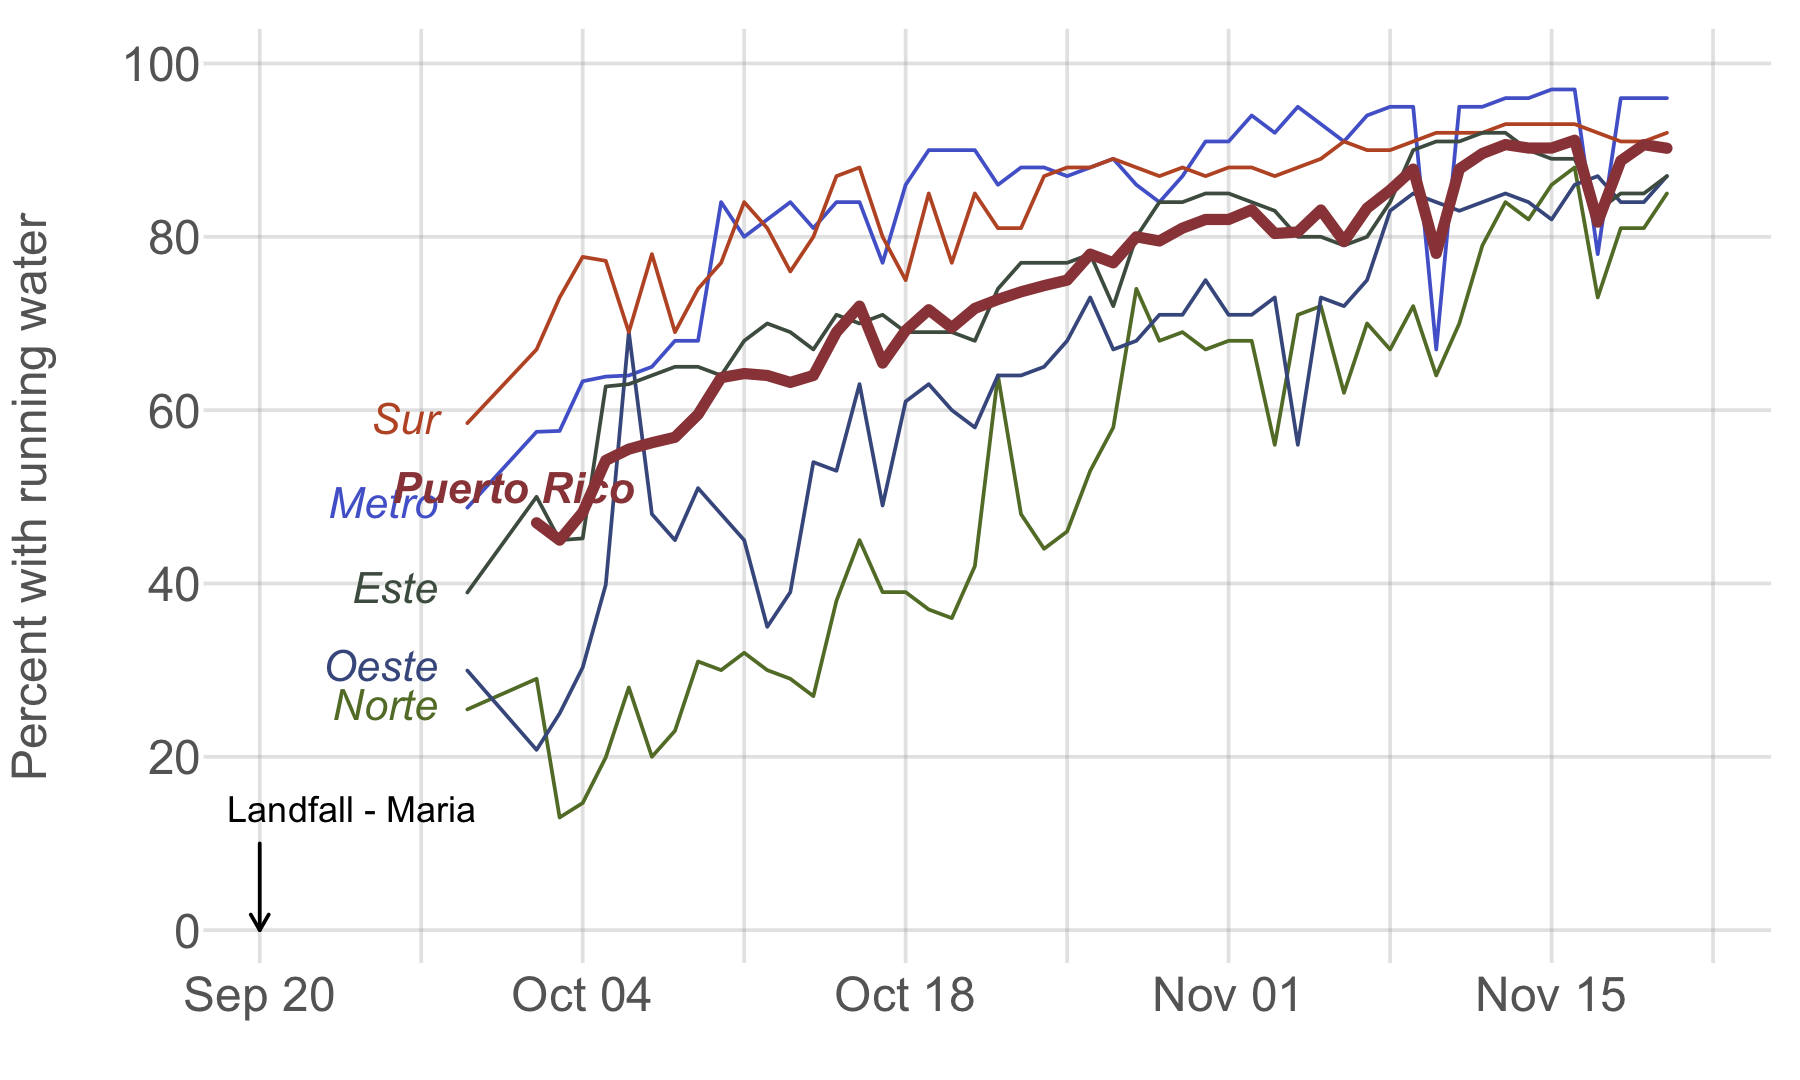 Percent with running water
100
80
60
40
20
0
Sur
Puerto Rico
Metro
Este
Oeste
Norte
Landfall - Maria
Sep 20
Oct 04
Oct 18
Nov 01
Nov 15